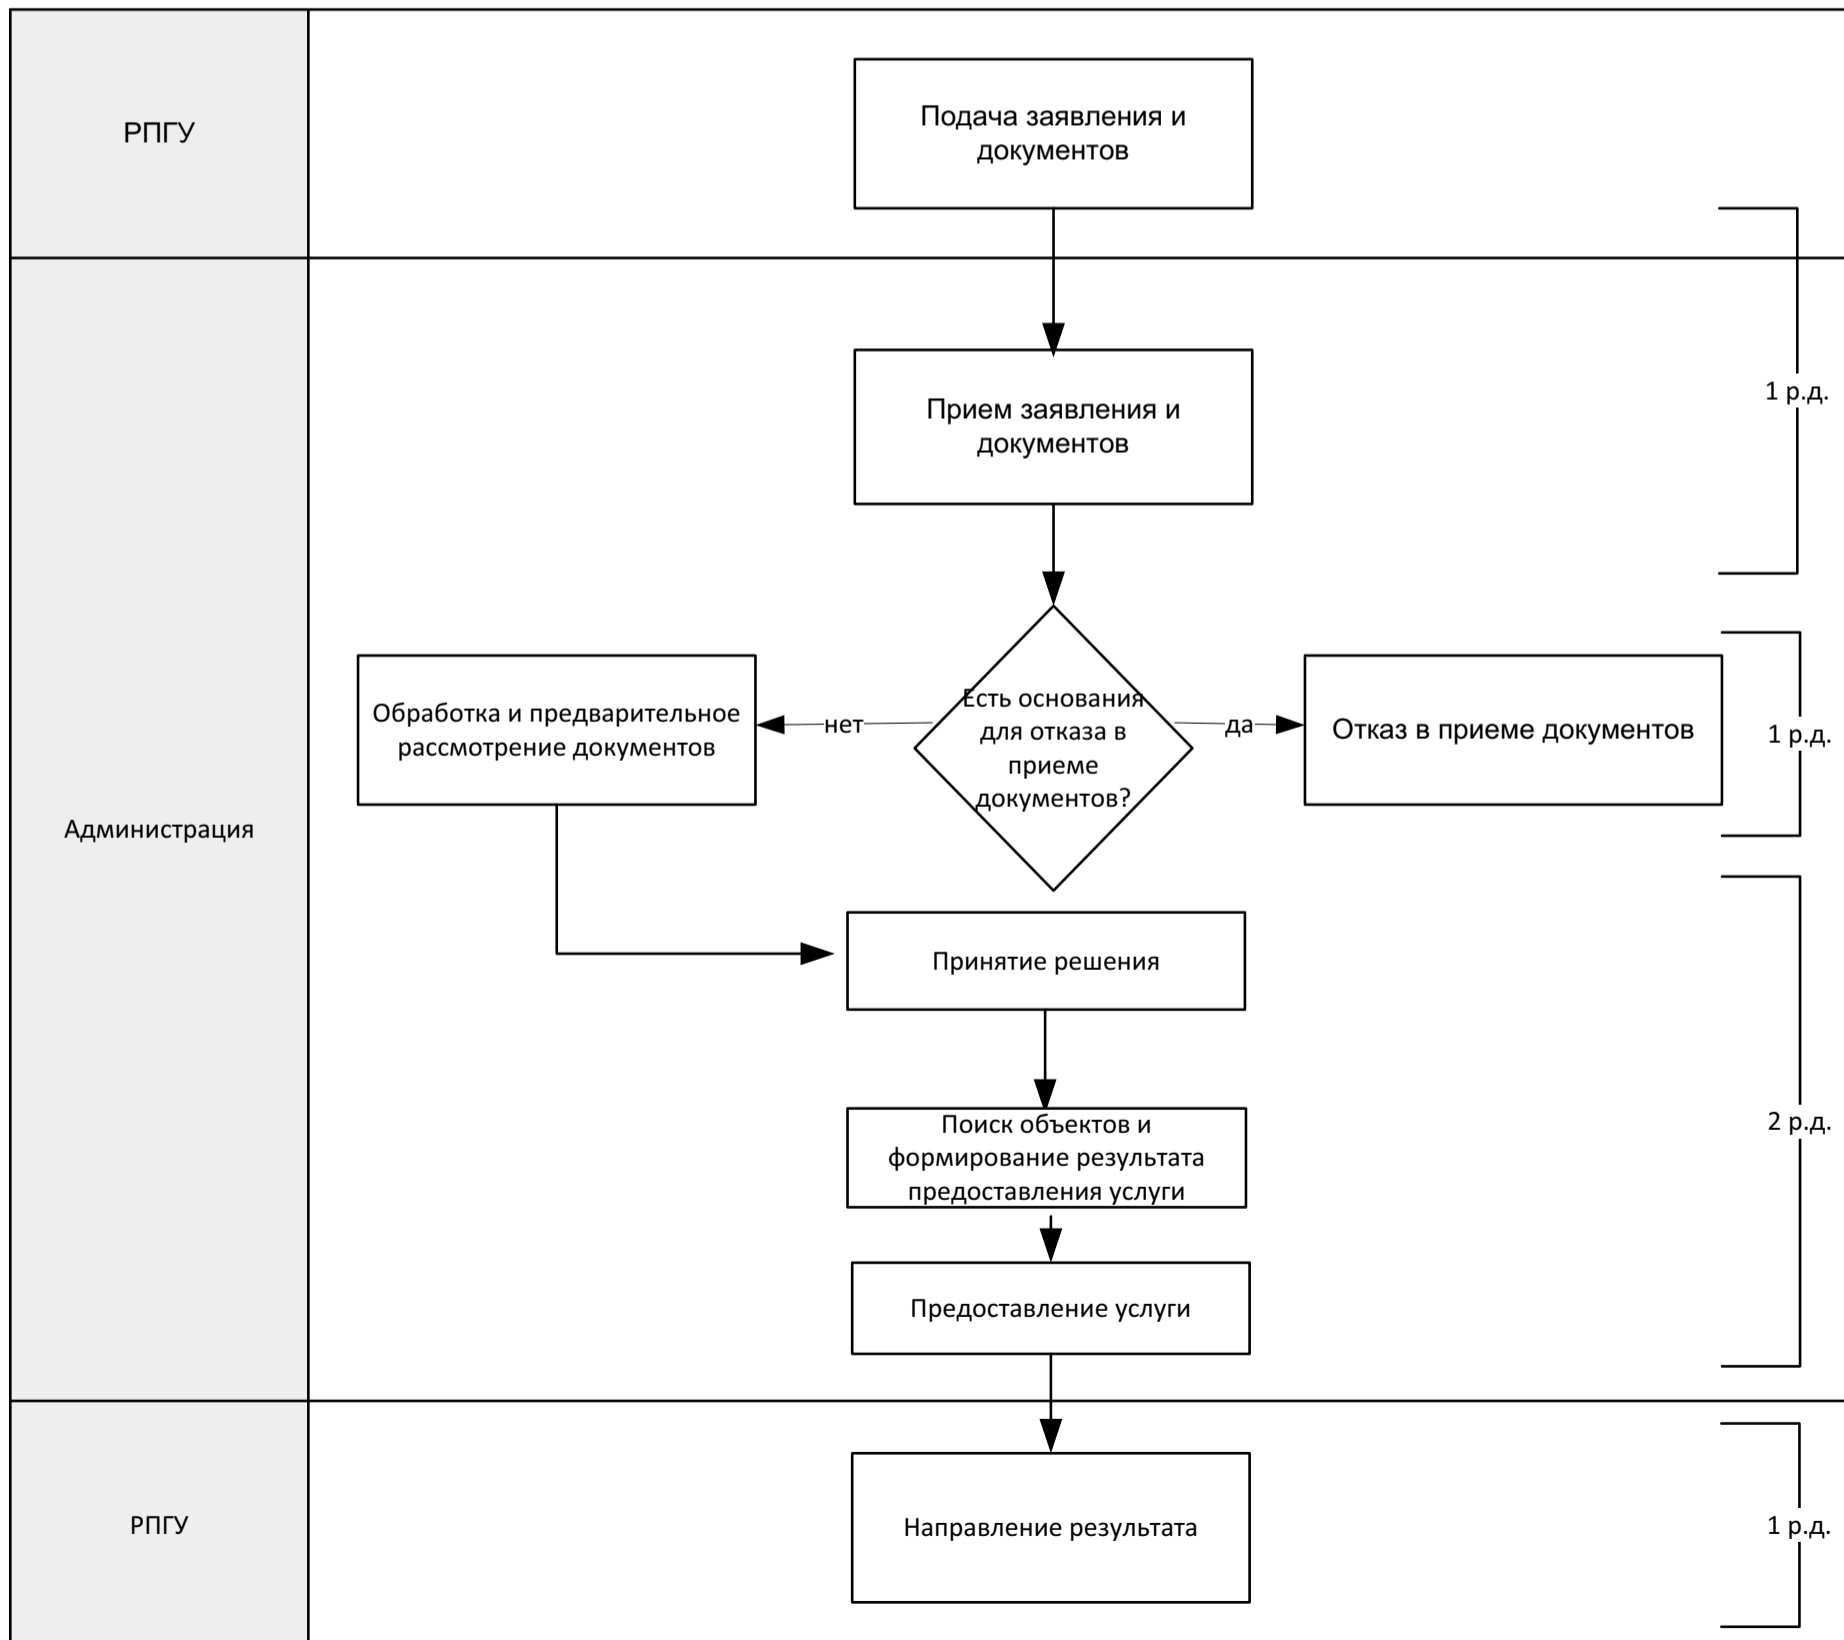 РПГУ
Подача заявления и
документов
Администрация
Прием заявления и
документов
1 р.д.
Есть основания
для отказа в
приеме
документов?
нет
да
Обработка и предварительное
рассмотрение документов
Отказ в приеме документов
1 р.д.
Принятие решения
Поиск объектов и
формирование результата
предоставления услуги
Предоставление услуги
2 р.д.
РПГУ
Направление результата
1 р.д.